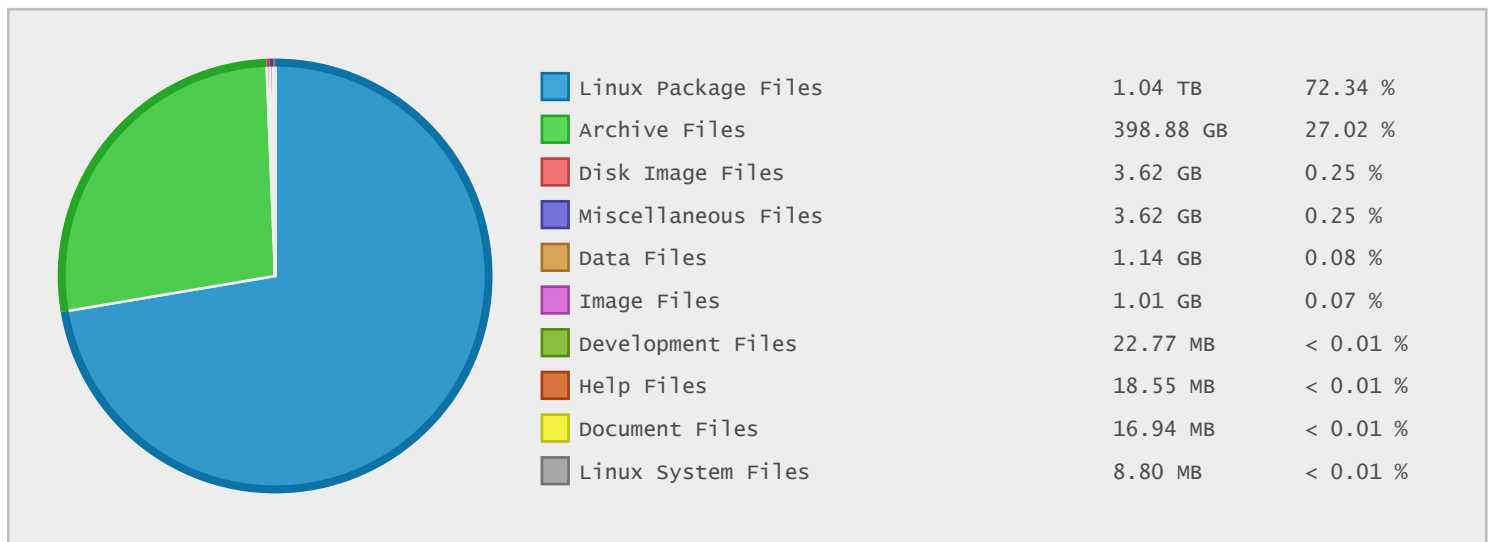 Linux Package Files 1.04 TB 72.34 %
Archive Files 398.88 GB 27.02 %
Disk Image Files 3.62 GB 0.25 %
Miscellaneous Files 3.62 GB 0.25 %
Data Files 1.14 GB 0.08 %
Image Files 1.01 GB 0.07 %
Development Files 22.77 MB < 0.01 %
Help Files 18.55 MB < 0.01 %
Document Files 16.94 MB < 0.01 %
Linux System Files 8.80 MB < 0.01 %